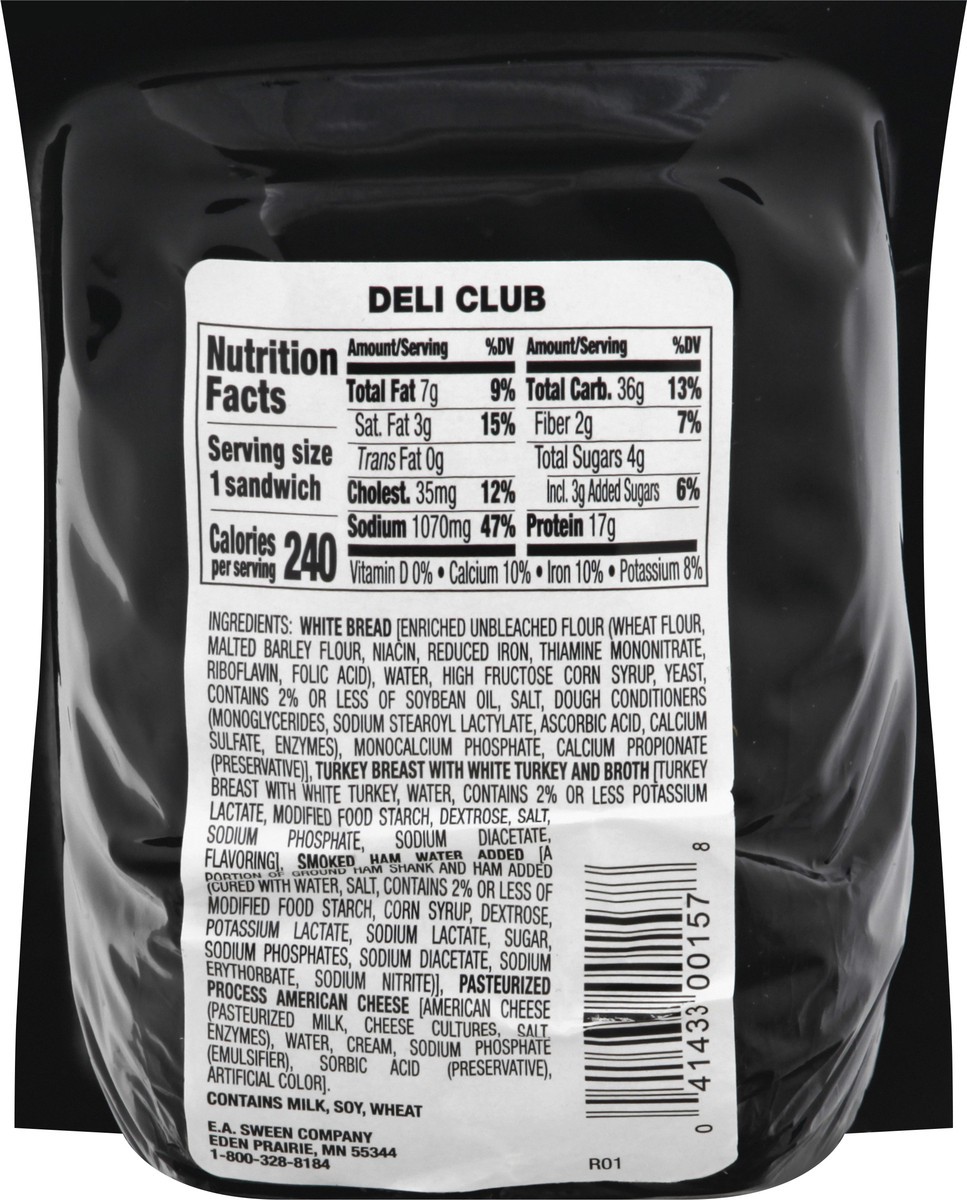 DELI CLUB
Nutrition Facts
Serving size
1 sandwich
Calories per serving 240
Amount/Serving %DV
Total Fat 7g 9%
Sat. Fat 3g 15%
Trans Fat 0g
Cholest. 35mg 12%
Sodium 1070mg 47%
Amount/Serving %DV
Total Carb. 36g 13%
Fiber 2g 7%
Total Sugars 4g
Incl. 3g Added Sugars 6%
Protein 17g
Vitamin D 0% • Calcium 10% • Iron 10% • Potassium 8%
INGREDIENTS: WHITE BREAD [ENRICHED UNBLEACHED FLOUR (WHEAT FLOUR,
MALTED BARLEY FLOUR, NIACIN, REDUCED IRON, THIAMINE MONONITRATE,
RIBOFLAVIN, FOLIC ACID), WATER, HIGH FRUCTOSE CORN SYRUP, YEAST,
CONTAINS 2% OR LESS OF SOYBEAN OIL, SALT, DOUGH CONDITIONERS
(MONOGLYCERIDES, SODIUM STEAROYL LACTYLATE, ASCORBIC ACID, CALCIUM
SULFATE, ENZYMES), MONOCALCIUM PHOSPHATE, CALCIUM PROPIONATE
(PRESERVATIVE)], TURKEY BREAST WITH WHITE TURKEY AND BROTH [TURKEY
BREAST WITH WHITE TURKEY, WATER, CONTAINS 2% OR LESS POTASSIUM
LACTATE, MODIFIED FOOD STARCH, DEXTROSE, SALT,
SODIUM PHOSPHATE, SODIUM DIACETATE,
FLAVORING], SMOKED HAM WATER ADDED [A
PORTION OF GROUND HAM SHANK AND HAM ADDED
(CURED WITH WATER, SALT, CONTAINS 2% OR LESS OF
MODIFIED FOOD STARCH, CORN SYRUP, DEXTROSE,
POTASSIUM LACTATE, SODIUM LACTATE, SUGAR,
SODIUM PHOSPHATES, SODIUM DIACETATE, SODIUM
ERYTHORBATE, SODIUM NITRITE)], PASTEURIZED
PROCESS AMERICAN CHEESE [AMERICAN CHEESE
(PASTEURIZED MILK, CHEESE CULTURES, SALT,
ENZYMES), WATER, CREAM, SODIUM PHOSPHATE
(EMULSIFIER), SORBIC ACID (PRESERVATIVE),
ARTIFICIAL COLOR].
CONTAINS MILK, SOY, WHEAT
E.A. SWEEN COMPANY
EDEN PRAIRIE, MN 55344
1-800-328-8184
0 41433 00157 8
R01